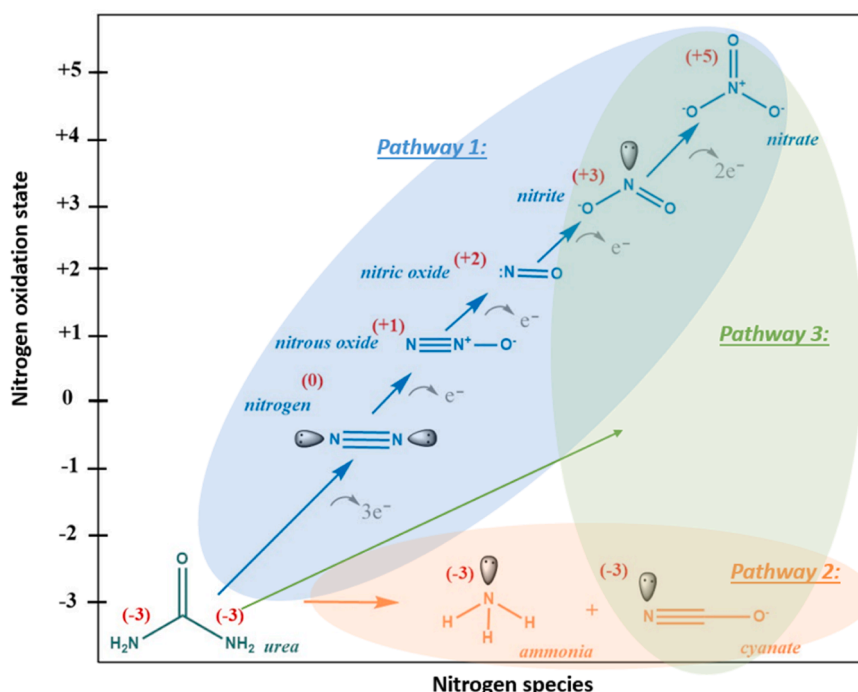 Nitrogen oxidation state
+5
+4
+3
+2
+1
0
-1
-2
-3
Pathway 1:
(+5)
O
N⁺
⁻O
O⁻
nitrate
2e⁻
(+3)
nitrite
N
⁻O
O
e⁻
nitric oxide (+2)
:N
O
e⁻
nitrous oxide (+1)
N
N⁺
O⁻
e⁻
(0)
nitrogen
N
N
3e⁻
Pathway 3:
Pathway 2:
O
(-3)
(-3)
H₂N
NH₂
urea
(-3)
N
H
H
H
ammonia
+
(-3)
N
O⁻
cyanate
Nitrogen species